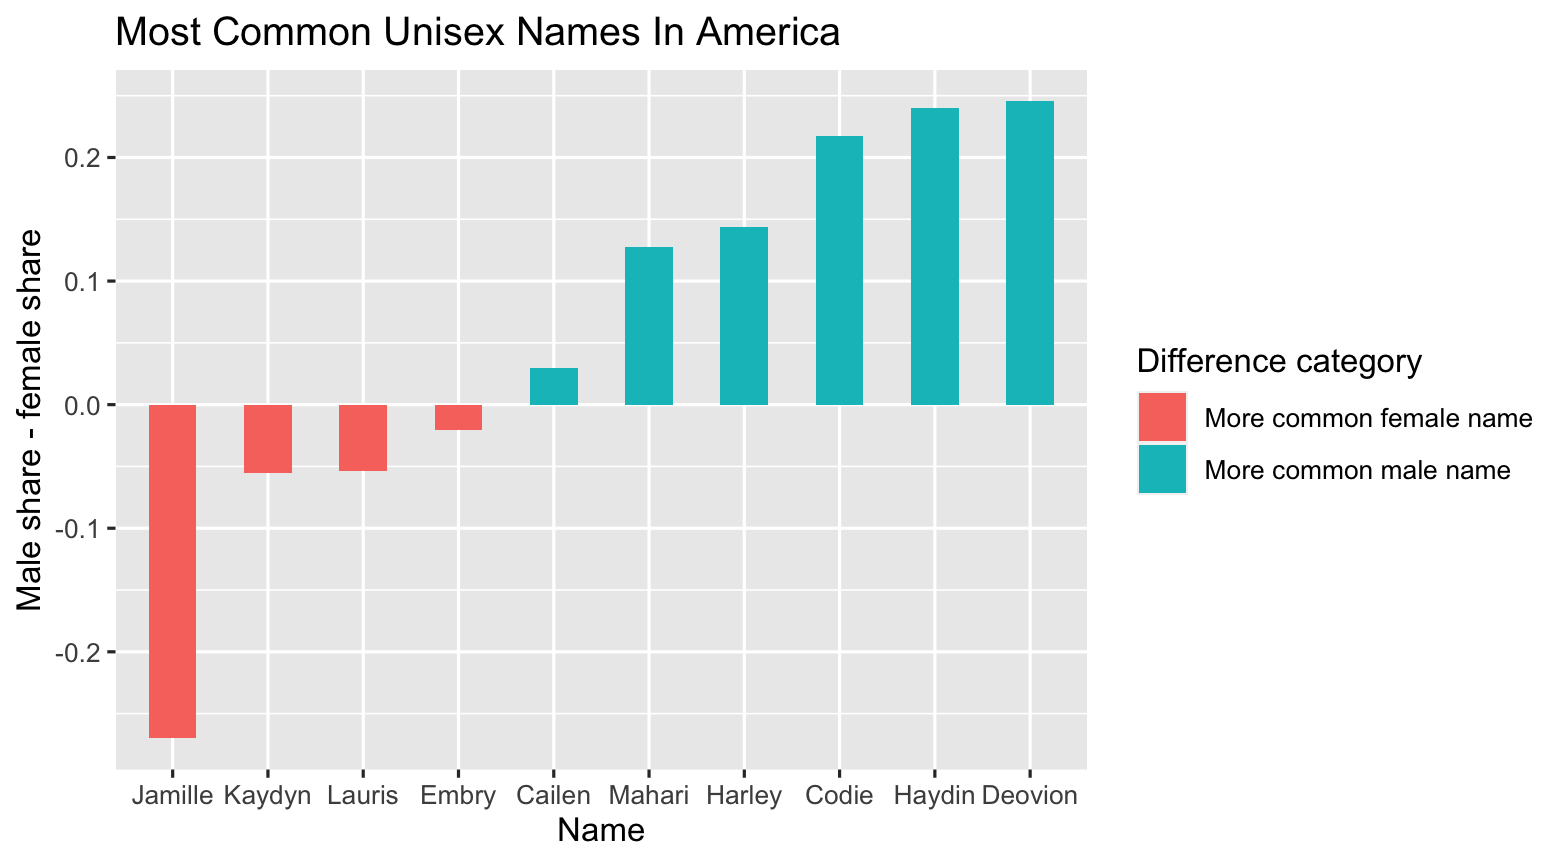 Most Common Unisex Names In America
Male share - female share
0.2
0.1
0.0
-0.1
-0.2
Jamille Kaydyn Lauris Embry Cailen Mahari Harley Codie Haydin Deovion
Name
Difference category
More common female name
More common male name